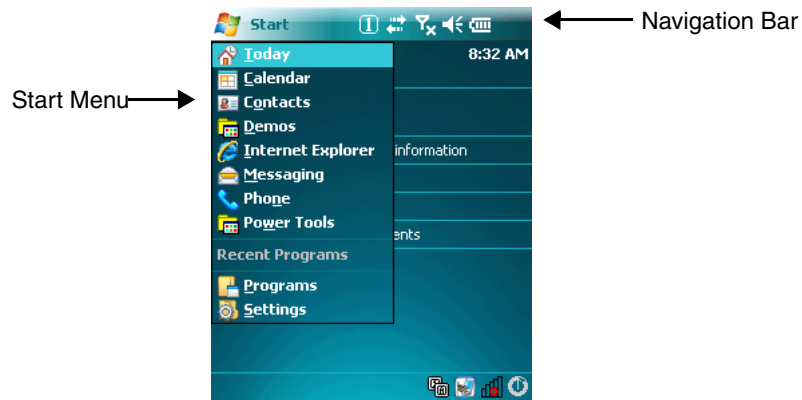 Start 1
Navigation Bar
Today
8:32 AM
Calendar
Start Menu
Contacts
Demos
Internet Explorer
information
Messaging
Phone
Power Tools
ents
Recent Programs
Programs
Settings